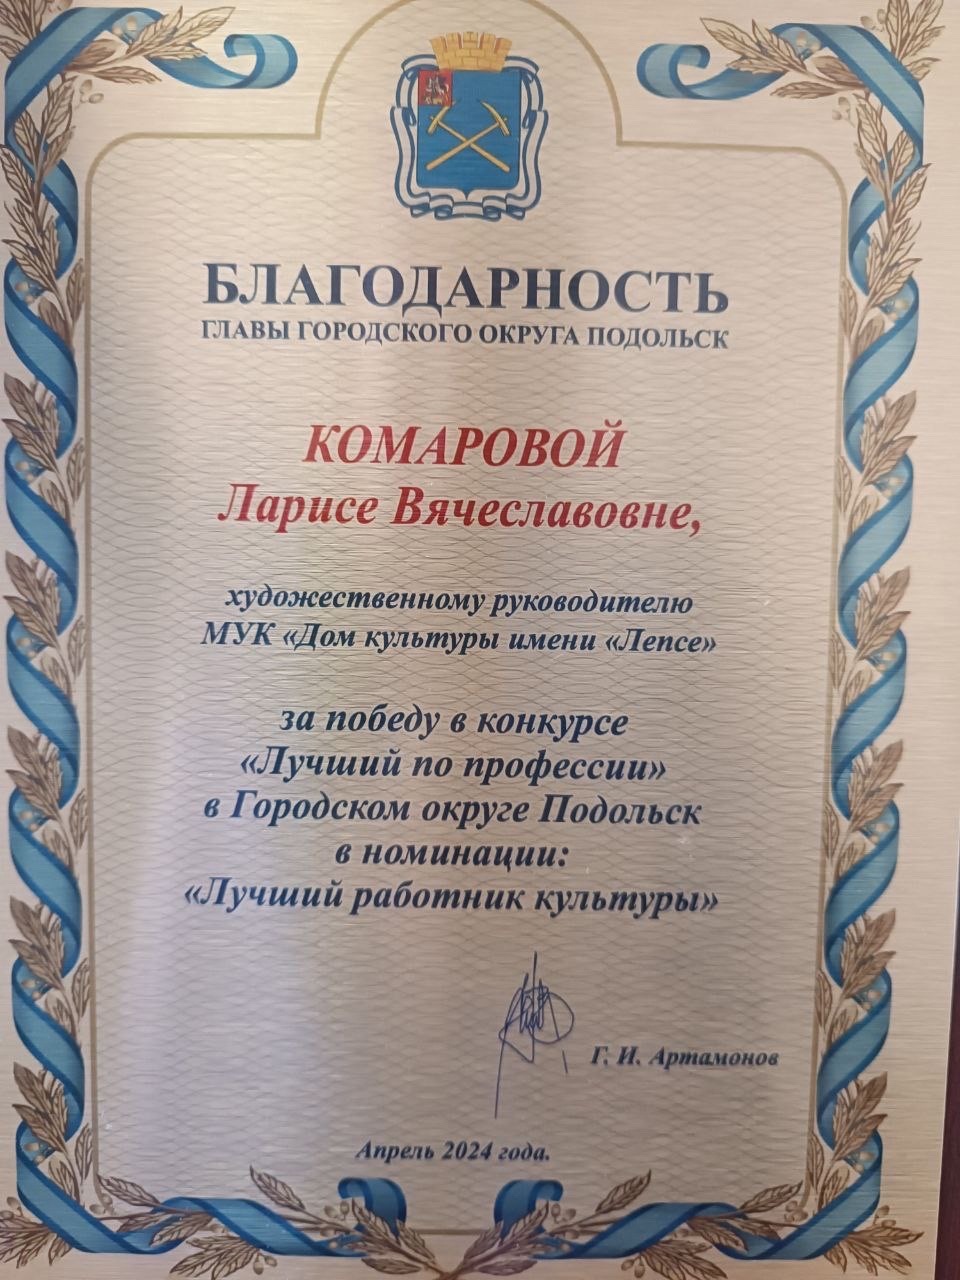 БЛАГОДАРНОСТЬ
ГЛАВЫ ГОРОДСКОГО ОКРУГА ПОДОЛЬСК
КОМАРОВОЙ
Ларисе Вячеславовне,
художественному руководителю
МУК «Дом культуры имени «Лепсе»
за победу в конкурсе
«Лучший по профессии»
в Городском округе Подольск
в номинации:
«Лучший работник культуры»
Г. И. Артамонов
Апрель 2024 года.